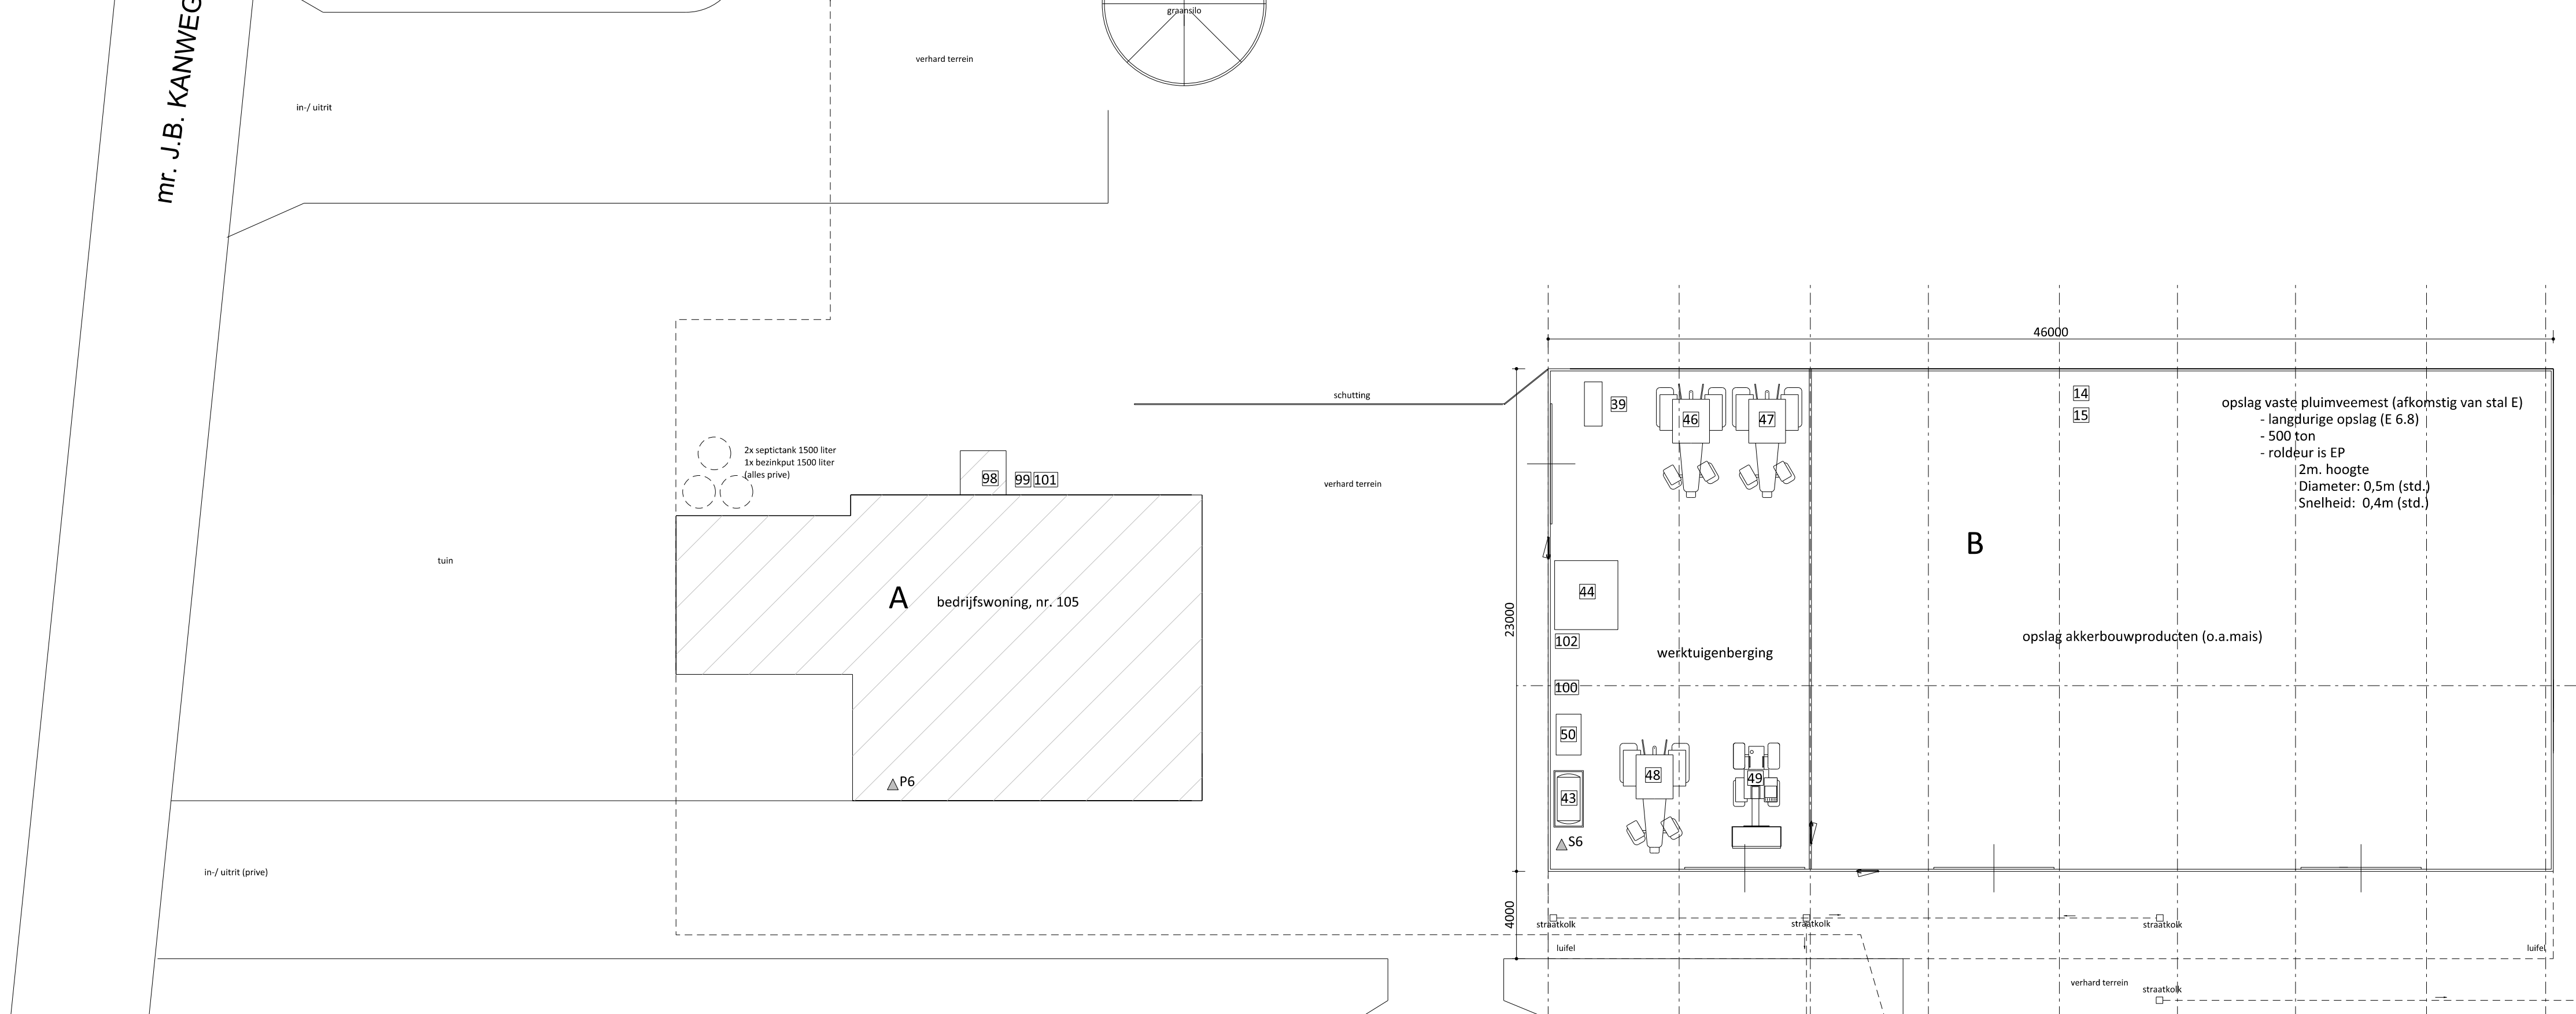 mr. J.B. KANWEG
graansilo
verhard terrein
in-/ uitrit
46000
schutting
39
46
47
14
15
opslag vaste pluimveemest (afkomstig van stal E)
- langdurige opslag (E 6.8)
- 500 ton
- roldeur is EP
2m. hoogte
Diameter: 0,5m (std.)
Snelheid: 0,4m (std.)
2x septictank 1500 liter
1x bezinkput 1500 liter
(alles prive)
98
99
101
verhard terrein
tuin
A
bedrijfswoning, nr. 105
B
44
23000
102
werktuigenberging
opslag akkerbouwproducten (o.a.mais)
100
50
48
49
43
P6
S6
in-/ uitrit (prive)
4000
straatkolk
straatkolk
straatkolk
luifel
luifel
verhard terrein
straatkolk